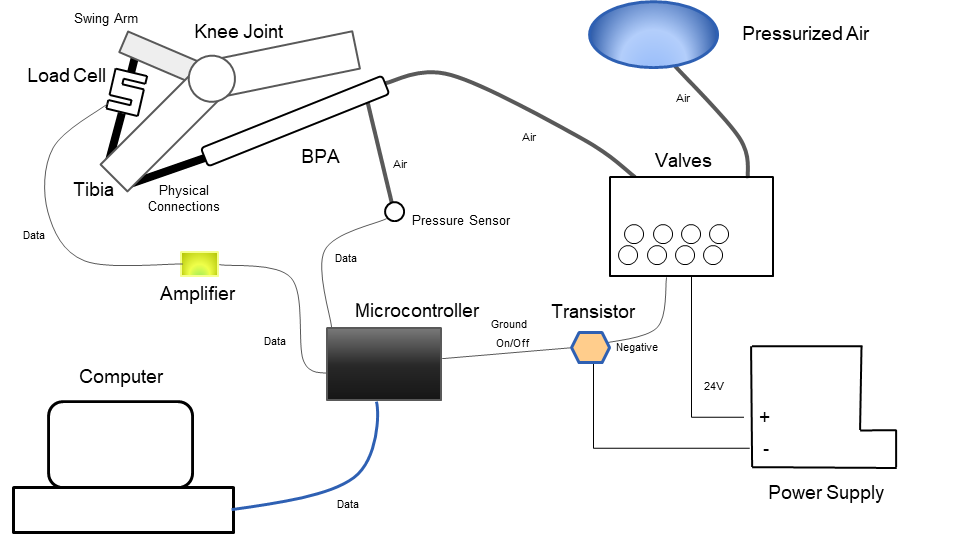 Swing Arm
Knee Joint
Pressurized Air
Load Cell
Air
Air
BPA
Air
Valves
Tibia
Physical
Connections
Pressure Sensor
Data
Data
Amplifier
Microcontroller
Transistor
Ground
On/Off
Data
Negative
Computer
24V
+
-
Power Supply
Data